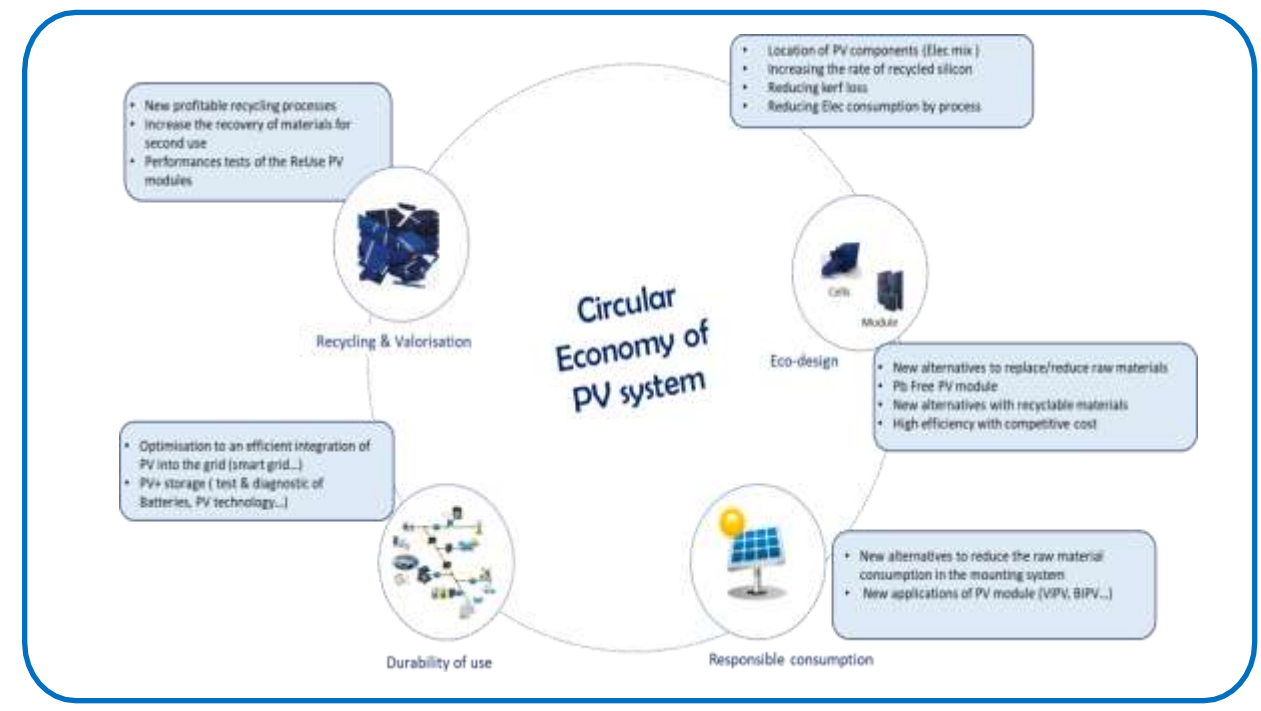 • Location of PV components (Elec mix )
• Increasing the rate of recycled silicon
• Reducing kerf loss
• Reducing Elec consumption by process
• New profitable recycling processes
• Increase the recovery of materials for
second use
• Performances tests of the ReUse PV
modules
Cells
Module
Circular
Economy of
PV system
Recycling & Valorisation
Eco-design
• New alternatives to replace/reduce raw materials
• Pb Free PV module
• New alternatives with recyclable materials
• High efficiency with competitive cost
• Optimisation to an efficient integration of
PV into the grid (smart grid...)
• PV+ storage ( test & diagnostic of
Batteries, PV technology...)
• New alternatives to reduce the raw material
consumption in the mounting system
• New applications of PV module (VIPV, BIPV...)
Durability of use
Responsible consumption